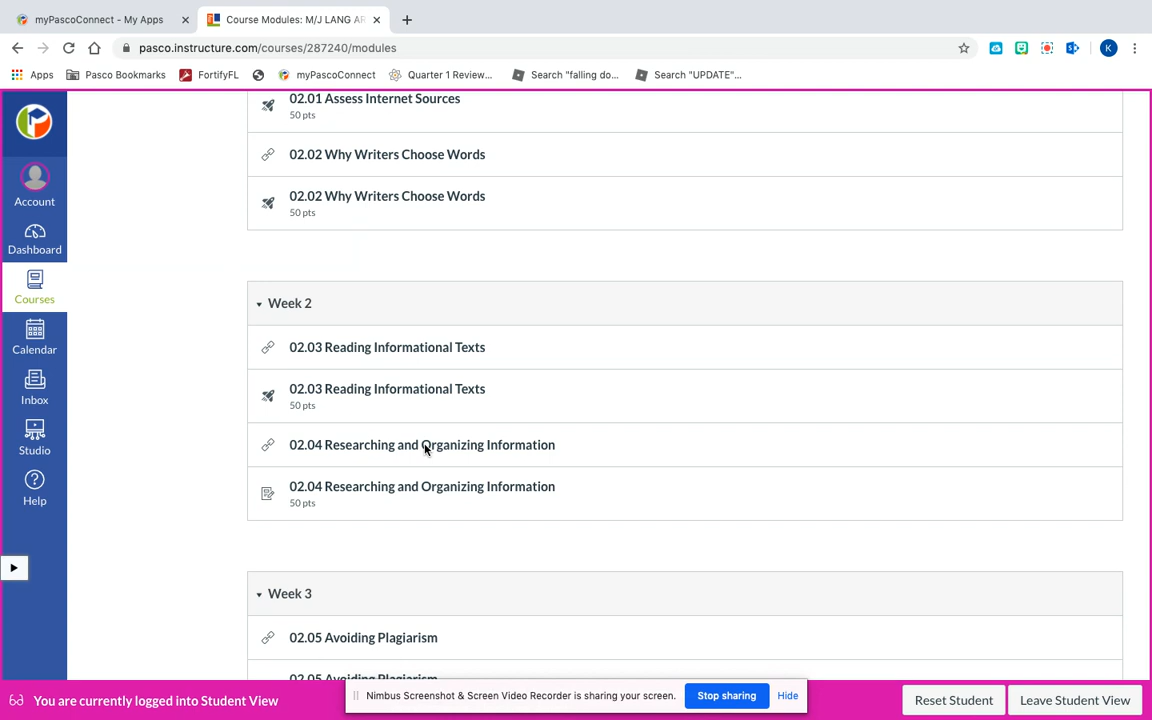 myPascoConnect - My Apps
Course Modules: M/J LANG AR
pasco.instructure.com/courses/287240/modules
K
Apps
Pasco Bookmarks
FortifyFL
myPascoConnect
Quarter 1 Review...
Search "falling do...
Search "UPDATE"...
02.01 Assess Internet Sources
50 pts
Account
02.02 Why Writers Choose Words
02.02 Why Writers Choose Words
50 pts
Dashboard
Courses
Week 2
Calendar
02.03 Reading Informational Texts
02.03 Reading Informational Texts
50 pts
Inbox
02.04 Researching and Organizing Information
Studio
02.04 Researching and Organizing Information
50 pts
Help
Week 3
02.05 Avoiding Plagiarism
02.05 Avoiding Plagiarism
You are currently logged into Student View
Nimbus Screenshot & Screen Video Recorder is sharing your screen.
Stop sharing
Hide
Reset Student
Leave Student View